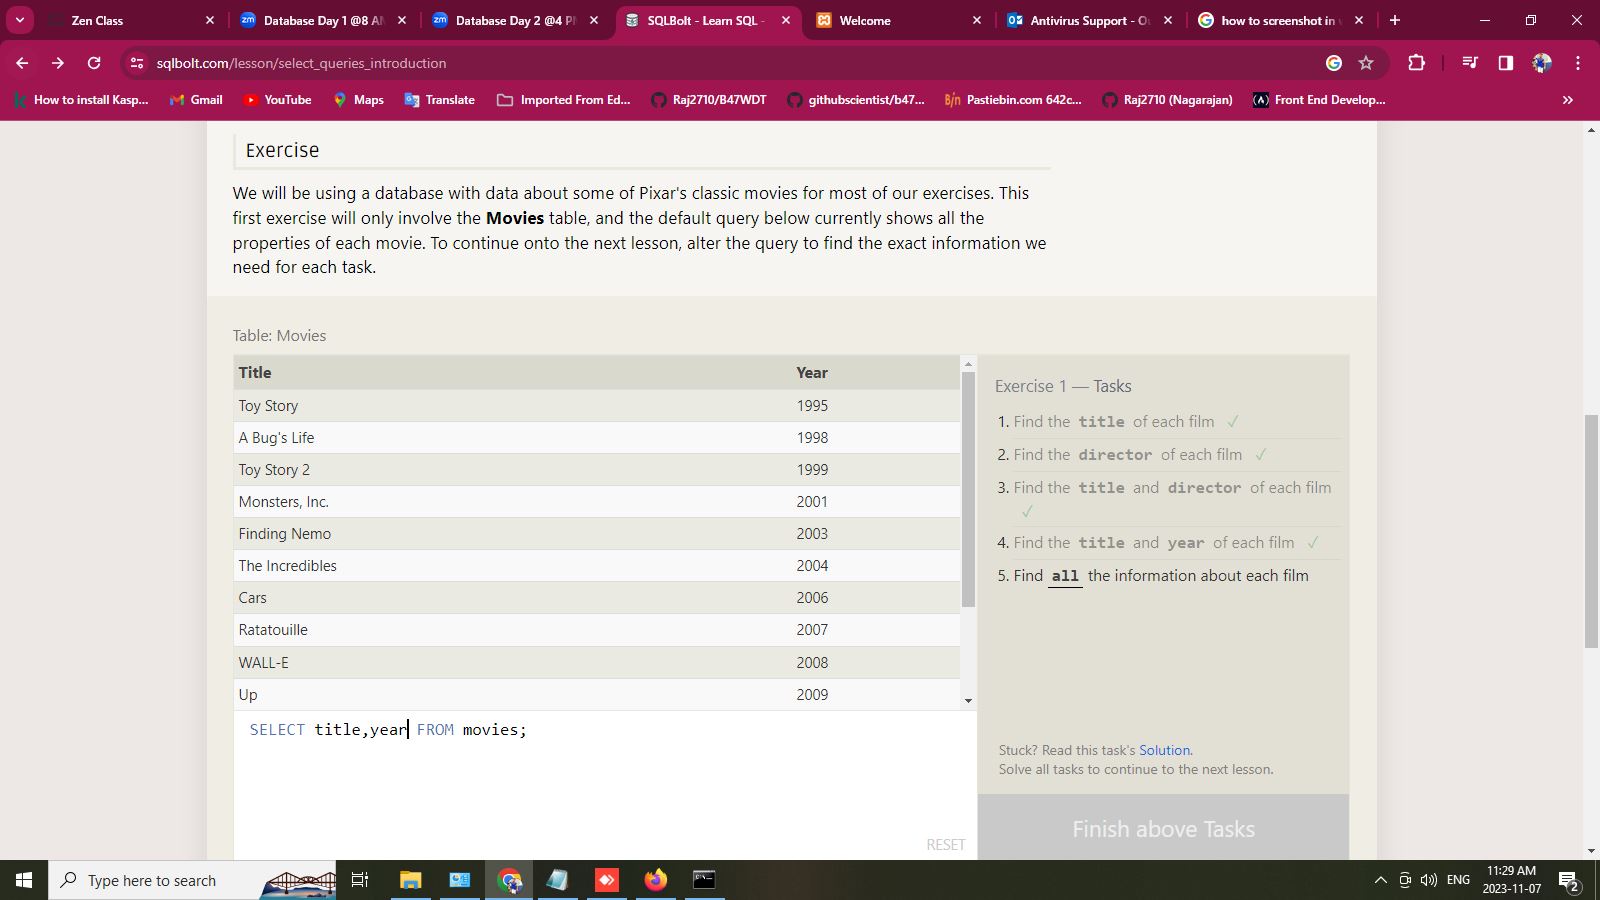 Zen Class
Database Day 1 @8 AM
Database Day 2 @4 P
SQLBolt - Learn SQL -
Welcome
Antivirus Support - Ou
how to screenshot in
sqlbolt.com/lesson/select_queries_introduction
How to install Kasp...
Gmail
YouTube
Maps
Translate
Imported From Ed...
Raj2710/B47WDT
githubscientist/b47...
Pastiebin.com 642c...
Raj2710 (Nagarajan)
Front End Develop...
Exercise
We will be using a database with data about some of Pixar's classic movies for most of our exercises. This
first exercise will only involve the Movies table, and the default query below currently shows all the
properties of each movie. To continue onto the next lesson, alter the query to find the exact information we
need for each task.
Table: Movies
Title Year
Toy Story 1995
A Bug's Life 1998
Toy Story 2 1999
Monsters, Inc. 2001
Finding Nemo 2003
The Incredibles 2004
Cars 2006
Ratatouille 2007
WALL-E 2008
Up 2009
SELECT title,year FROM movies;
RESET
Exercise 1 — Tasks
1. Find the title of each film ✓
2. Find the director of each film ✓
3. Find the title and director of each film
✓
4. Find the title and year of each film ✓
5. Find all the information about each film
Stuck? Read this task's Solution.
Solve all tasks to continue to the next lesson.
Finish above Tasks
Type here to search
ENG
11:29 AM
2023-11-07
2